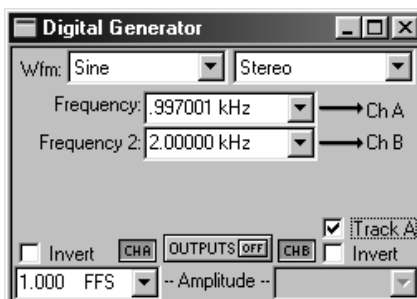 Digital Generator
Wfm: Sine Stereo
Frequency: .997001 kHz Ch A
Frequency 2: 2.00000 kHz Ch B
Track A
Invert CHA OUTPUTS OFF CHB Invert
1.000 FFS -- Amplitude --